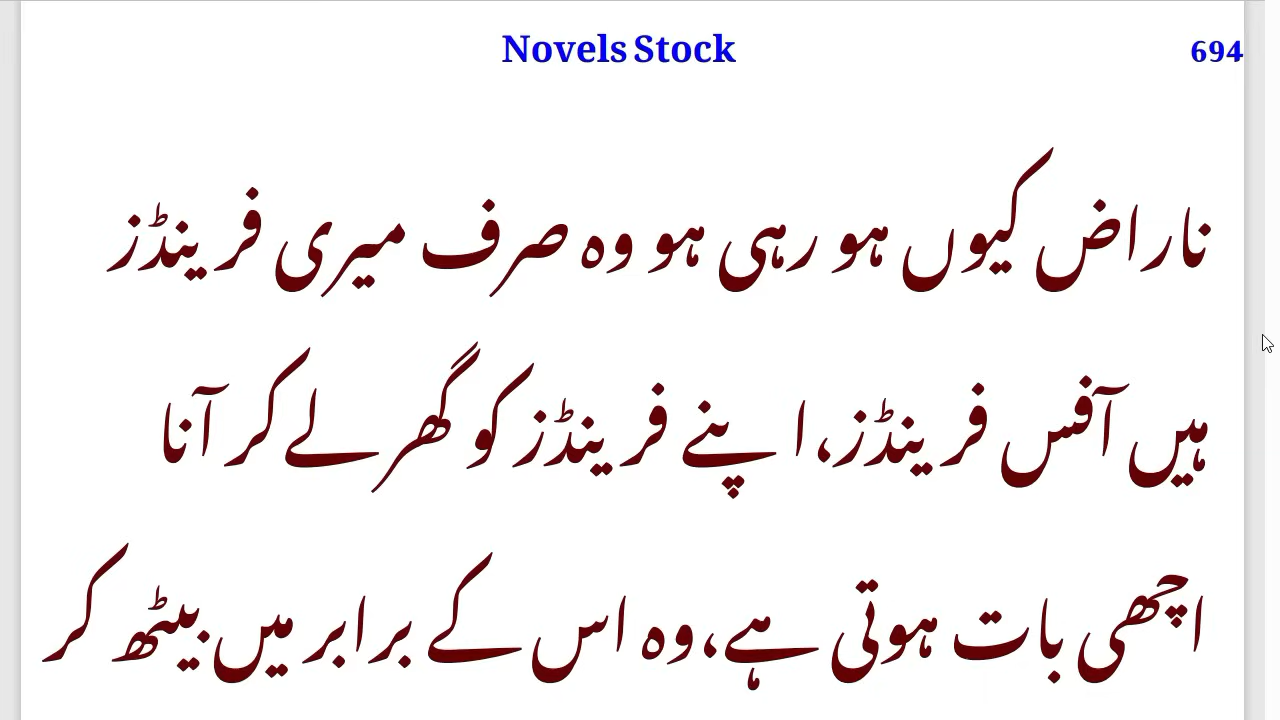 Novels Stock 694
ناراض کیوں ہو رہی ہو وہ صرف میری فرینڈز
ہیں آفس فرینڈز، اپنے فرینڈز کو گھر لے کر آنا
اچھی بات ہوتی ہے، وہ اس کے برابر میں بیٹھ کر